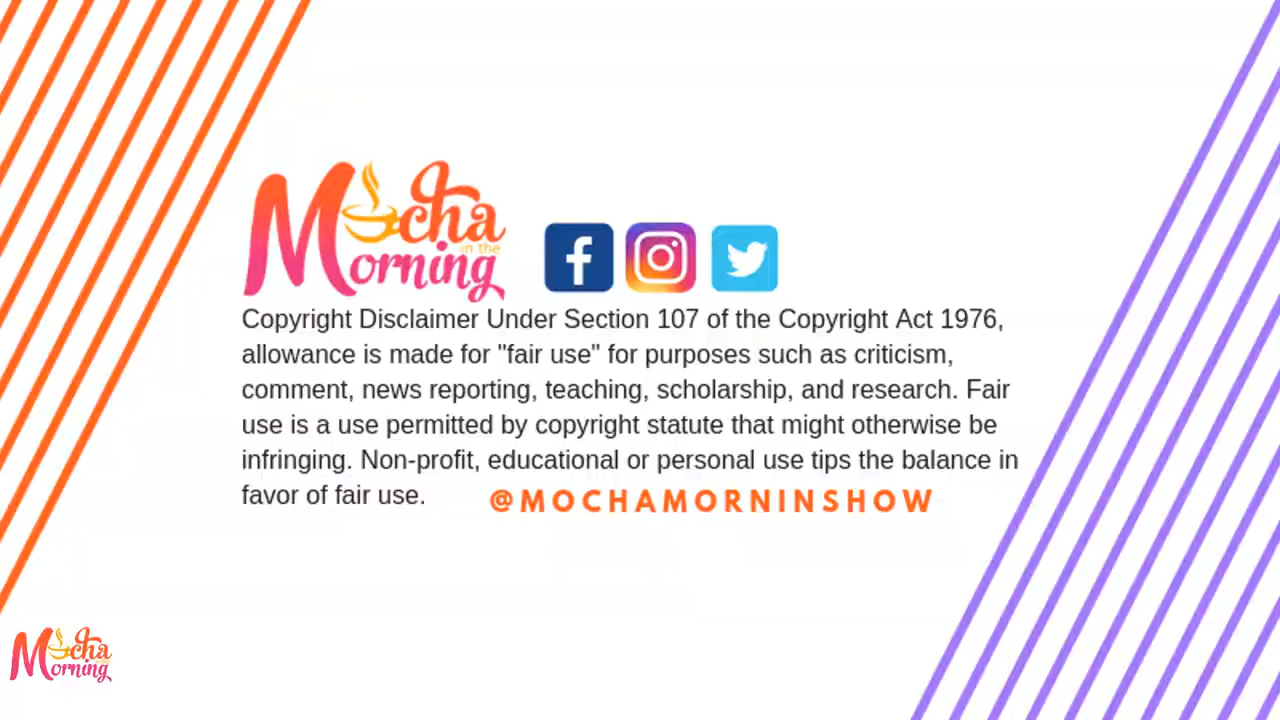 Mocha
in the
Morning
Copyright Disclaimer Under Section 107 of the Copyright Act 1976,
allowance is made for "fair use" for purposes such as criticism,
comment, news reporting, teaching, scholarship, and research. Fair
use is a use permitted by copyright statute that might otherwise be
infringing. Non-profit, educational or personal use tips the balance in
favor of fair use.
@MOCHAMORNINSHOW
Mocha
Morning